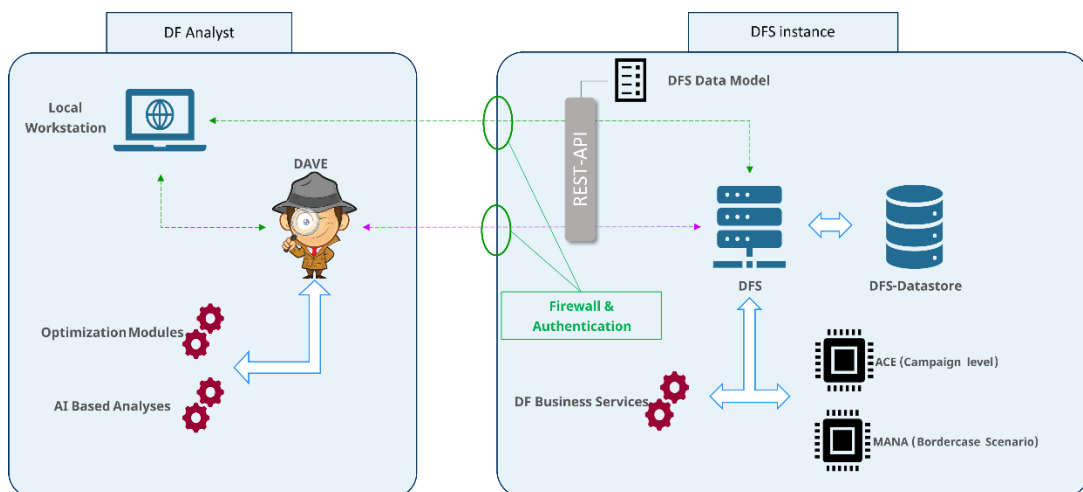 DF Analyst
Local
Workstation
DAVE
Optimization Modules
AI Based Analyses
DFS instance
DFS Data Model
REST-API
DFS
DFS-Datastore
Firewall &
Authentication
DF Business Services
ACE (Campaign level)
MANA (Bordercase Scenario)